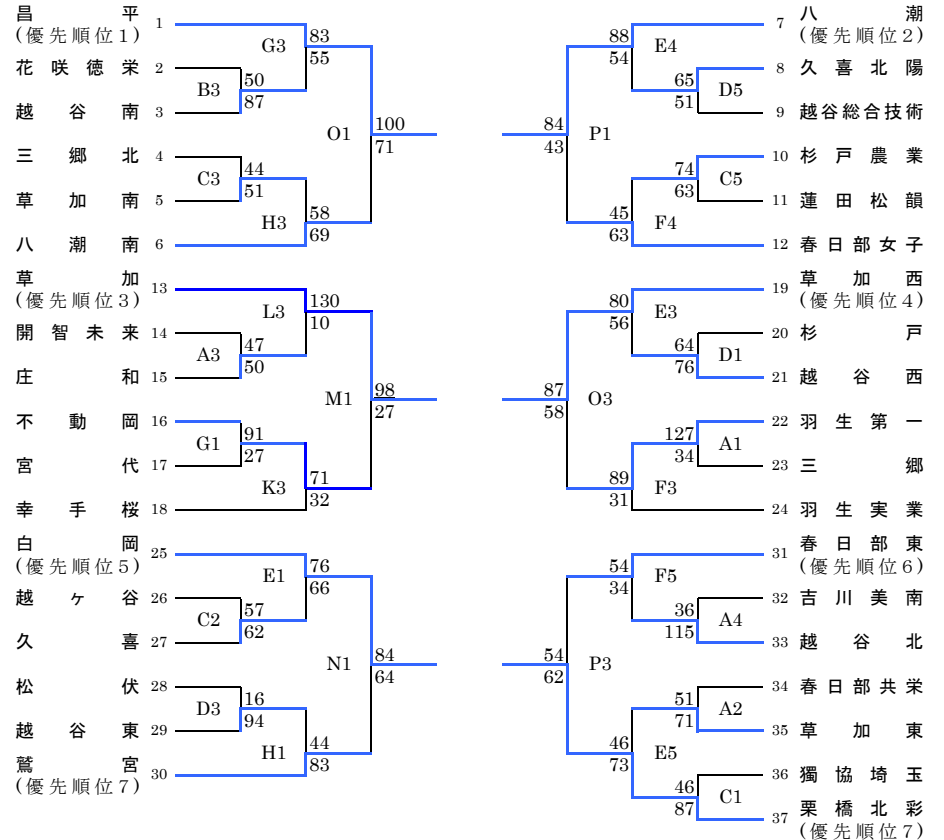 昌平 1
(優先順位1)
花咲徳栄 2
越谷南 3
三郷北 4
草加南 5
八潮南 6
G3 83 55
B3 50 87
O1 100 71
C3 44 51
H3 58 69
草加 13
(優先順位3)
開智未来 14
庄和 15
不動岡 16
宮代 17
幸手桜 18
L3 130 10
A3 47 50
M1 98 27
G1 91 27
K3 71 32
白岡 25
(優先順位5)
越ヶ谷 26
久喜 27
松伏 28
越谷東 29
鷲宮 30
(優先順位7)
E1 76 66
C2 57 62
N1 84 64
D3 16 94
H1 44 83
7 八潮
(優先順位2)
8 久喜北陽
9 越谷総合技術
10 杉戸農業
11 蓮田松韻
12 春日部女子
88 54 E4
65 51 D5
84 43 P1
74 63 C5
45 63 F4
19 草加西
(優先順位4)
20 杉戸
21 越谷西
22 羽生第一
23 三郷
24 羽生実業
80 56 E3
64 76 D1
87 58 O3
127 34 A1
89 31 F3
31 春日部東
(優先順位6)
32 吉川美南
33 越谷北
34 春日部共栄
35 草加東
36 獨協埼玉
37 栗橋北彩
(優先順位7)
54 34 F5
36 115 A4
54 62 P3
51 71 A2
46 73 E5
46 87 C1